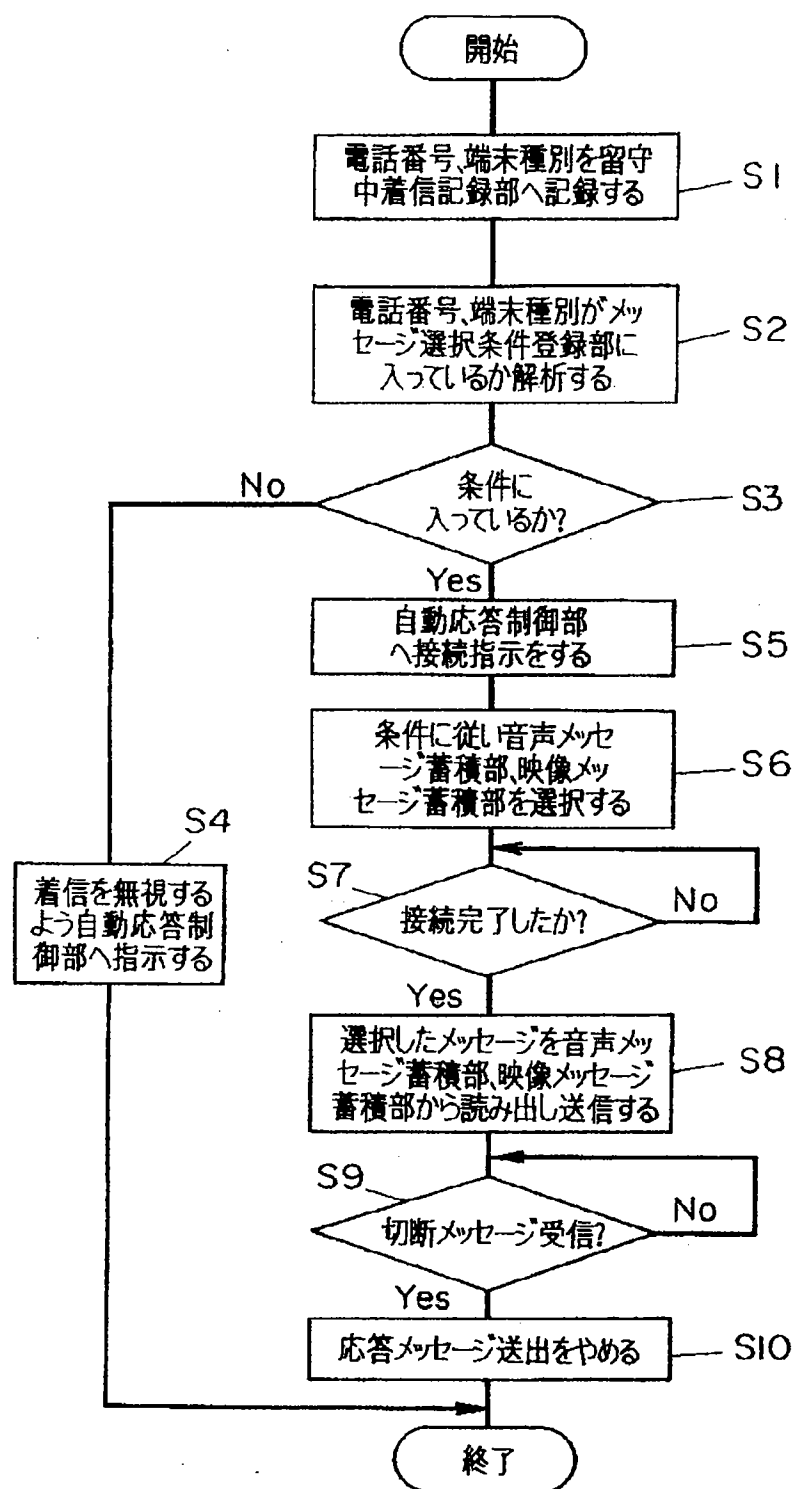 開始
電話番号、端末種別を留守
中着信記録部へ記録する
S1
電話番号、端末種別がメッ
セージ選択条件登録部に
入っているか解析する
S2
条件に
入っているか?
S3
No
Yes
自動応答制御部
へ接続指示をする
S5
条件に従い音声メッセ
ージ蓄積部、映像メッ
セージ蓄積部を選択する
S6
S4
着信を無視する
よう自動応答制
御部へ指示する
S7
接続完了したか?
No
Yes
選択したメッセージを音声メッ
セージ蓄積部、映像メッセージ
蓄積部から読み出し送信する
S8
S9
切断メッセージ受信?
No
Yes
応答メッセージ送出をやめる
S10
終了